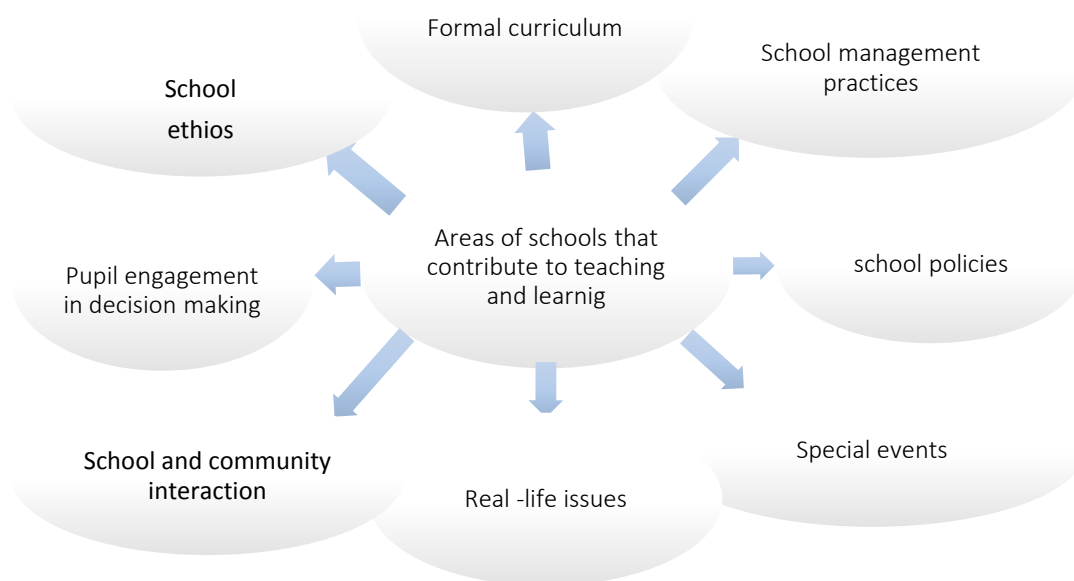 Formal curriculum
School management
practices
School
ethios
Areas of schools that
contribute to teaching
and learnig
school policies
Pupil engagement
in decision making
School and community
interaction
Real -life issues
Special events